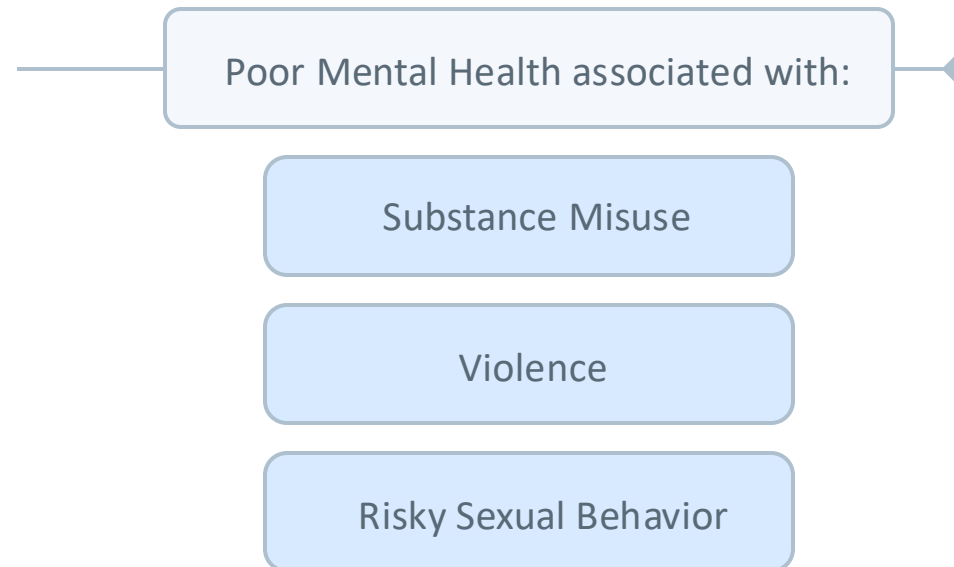 Poor Mental Health associated with:
Substance Misuse
Violence
Risky Sexual Behavior